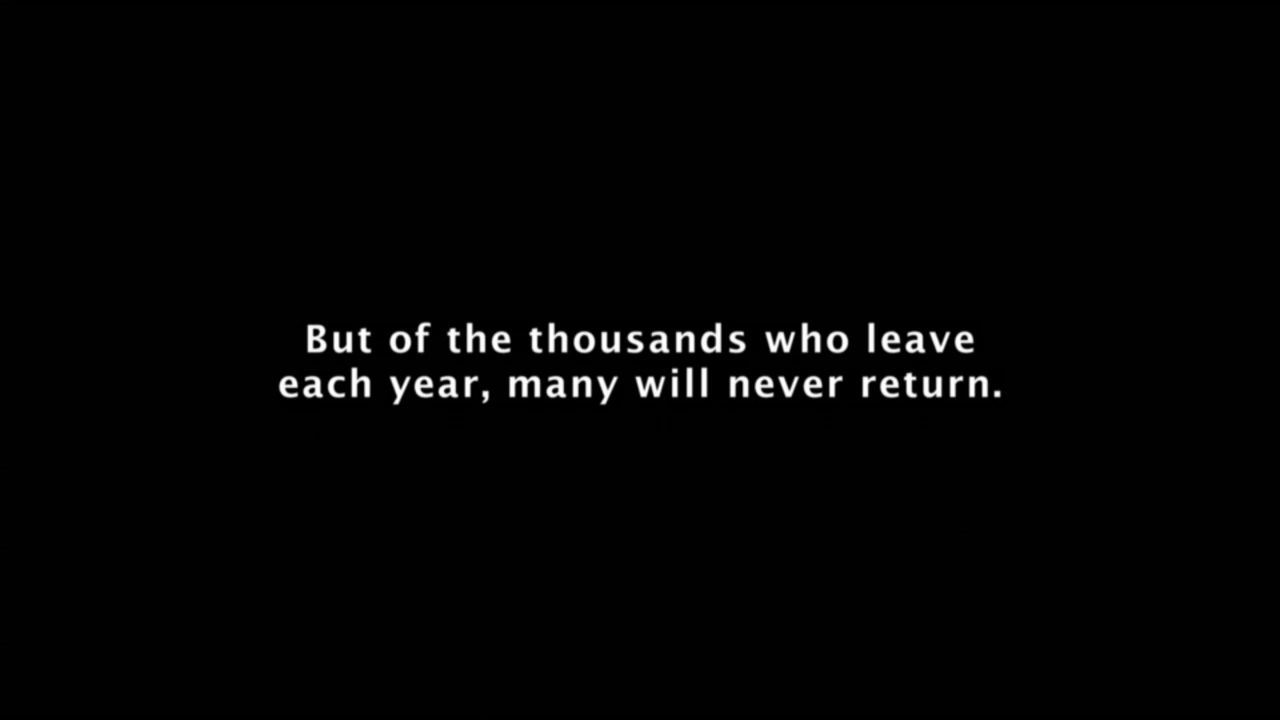 But of the thousands who leave
each year, many will never return.